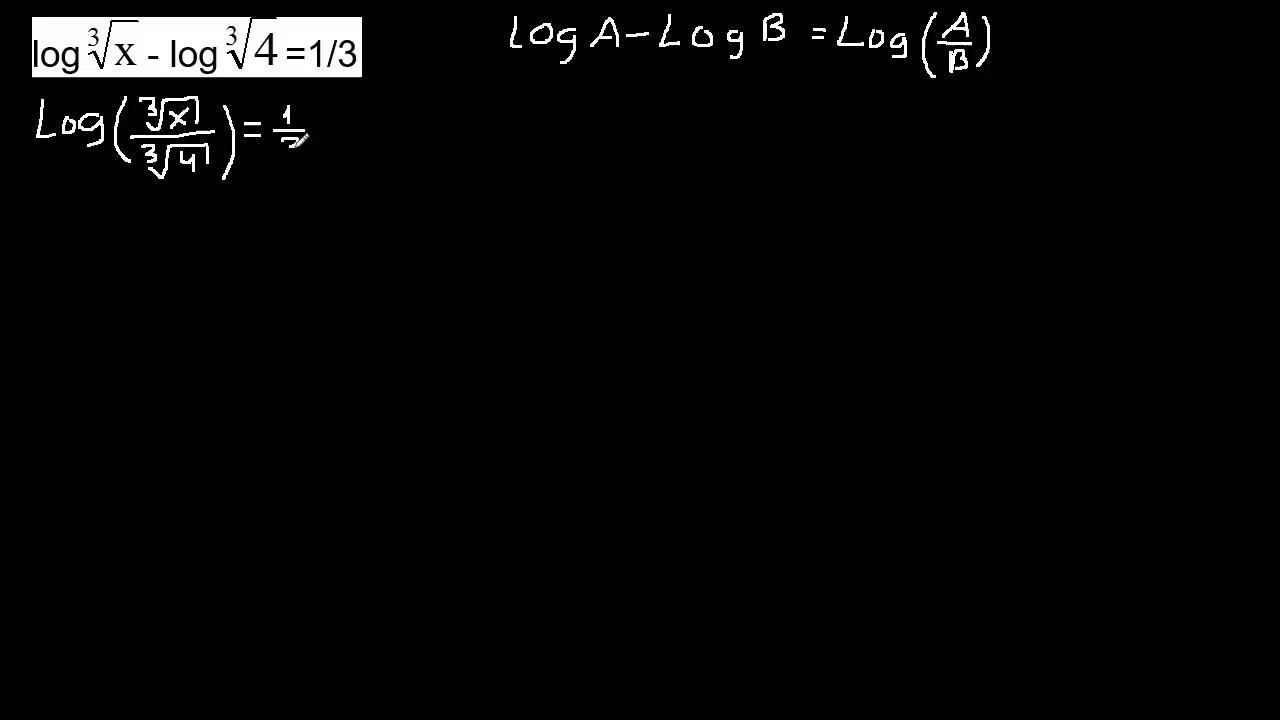 log ∛x - log ∛4 =1/3
Log A - Log B = Log (A/B)
Log (∛x / ∛4) = 1/